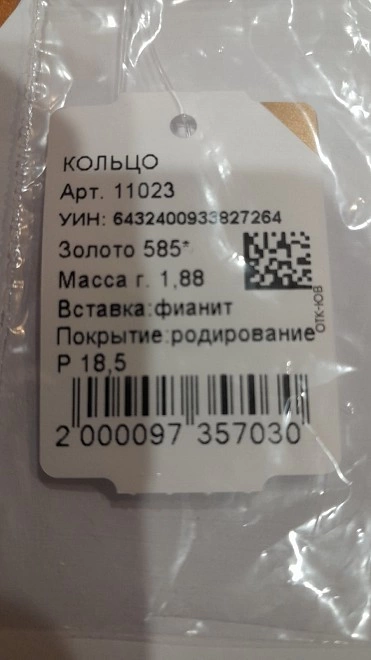 КОЛЬЦО
Арт. 11023
УИН: 6432400933827264
Золото 585*
Масса г. 1,88
Вставка:фианит
Покрытие:родирование
Р 18,5
ОТК-ЮВ
2 000097 357030